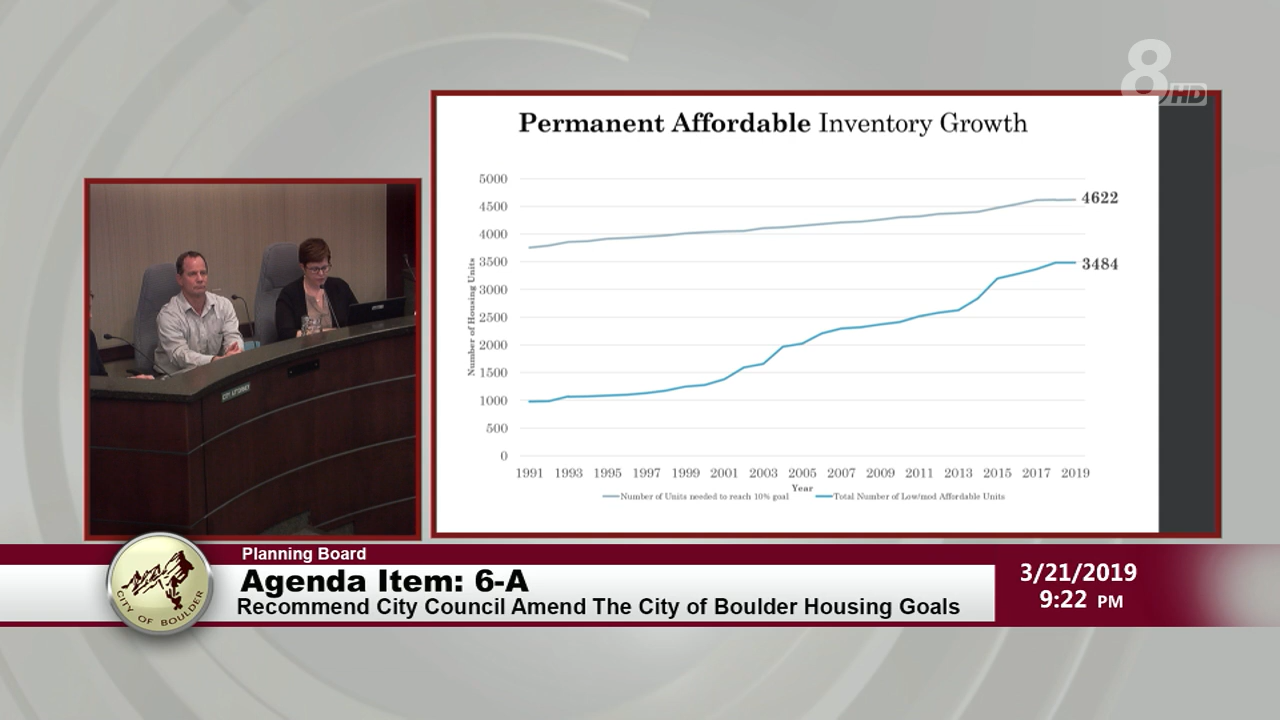 8
HD
Permanent Affordable Inventory Growth
5000
4500
4000
3500
3000
2500
2000
1500
1000
500
0
Number of Housing Units
4622
3484
1991 1993 1995 1997 1999 2001 2003 2005 2007 2009 2011 2013 2015 2017 2019
Year
Number of Units needed to reach 10% goal Total Number of Low/mod Affordable Units
CITY ATTORNEY
Planning Board
Agenda Item: 6-A
Recommend City Council Amend The City of Boulder Housing Goals
3/21/2019
9:22 PM
CITY OF BOULDER